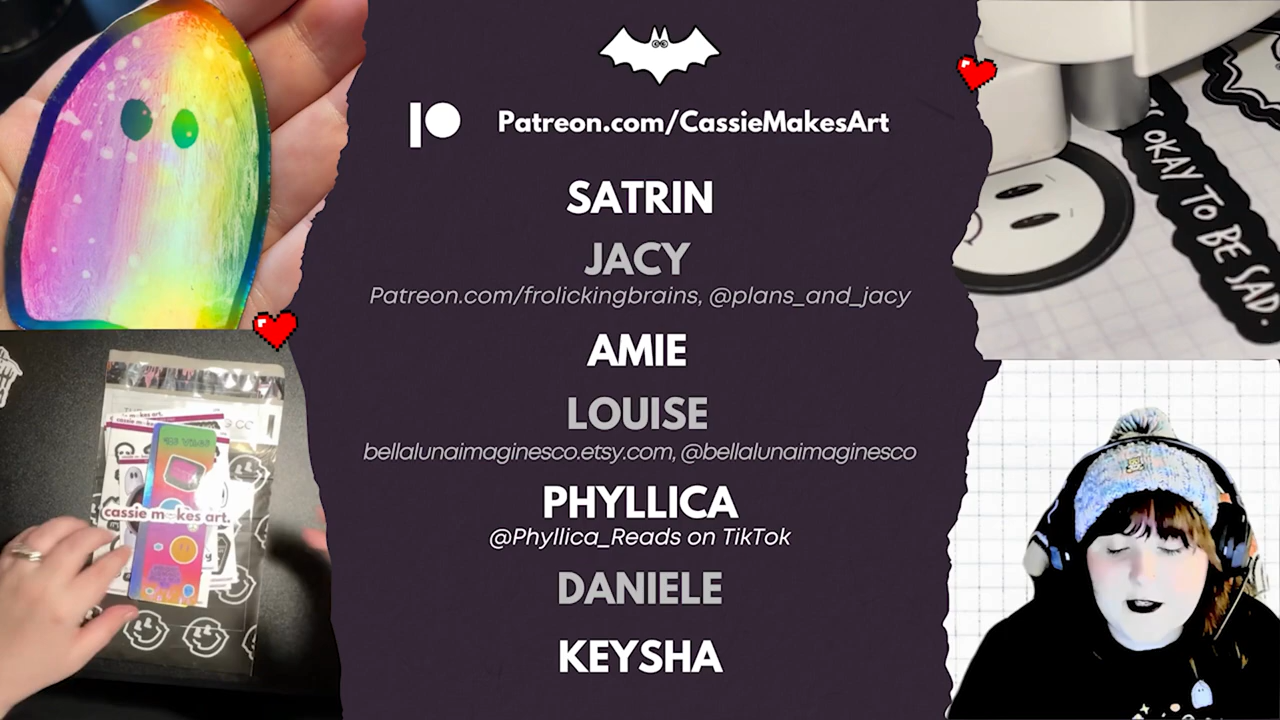 Patreon.com/CassieMakesArt
SATRIN
JACY
Patreon.com/frolickingbrains, @plans_and_jacy
AMIE
LOUISE
bellalunaimaginesco.etsy.com, @bellalunaimaginesco
PHYLLICA
@Phyllica_Reads on TikTok
DANIELE
KEYSHA
OKAY TO BE SAD.
cassie makes art.